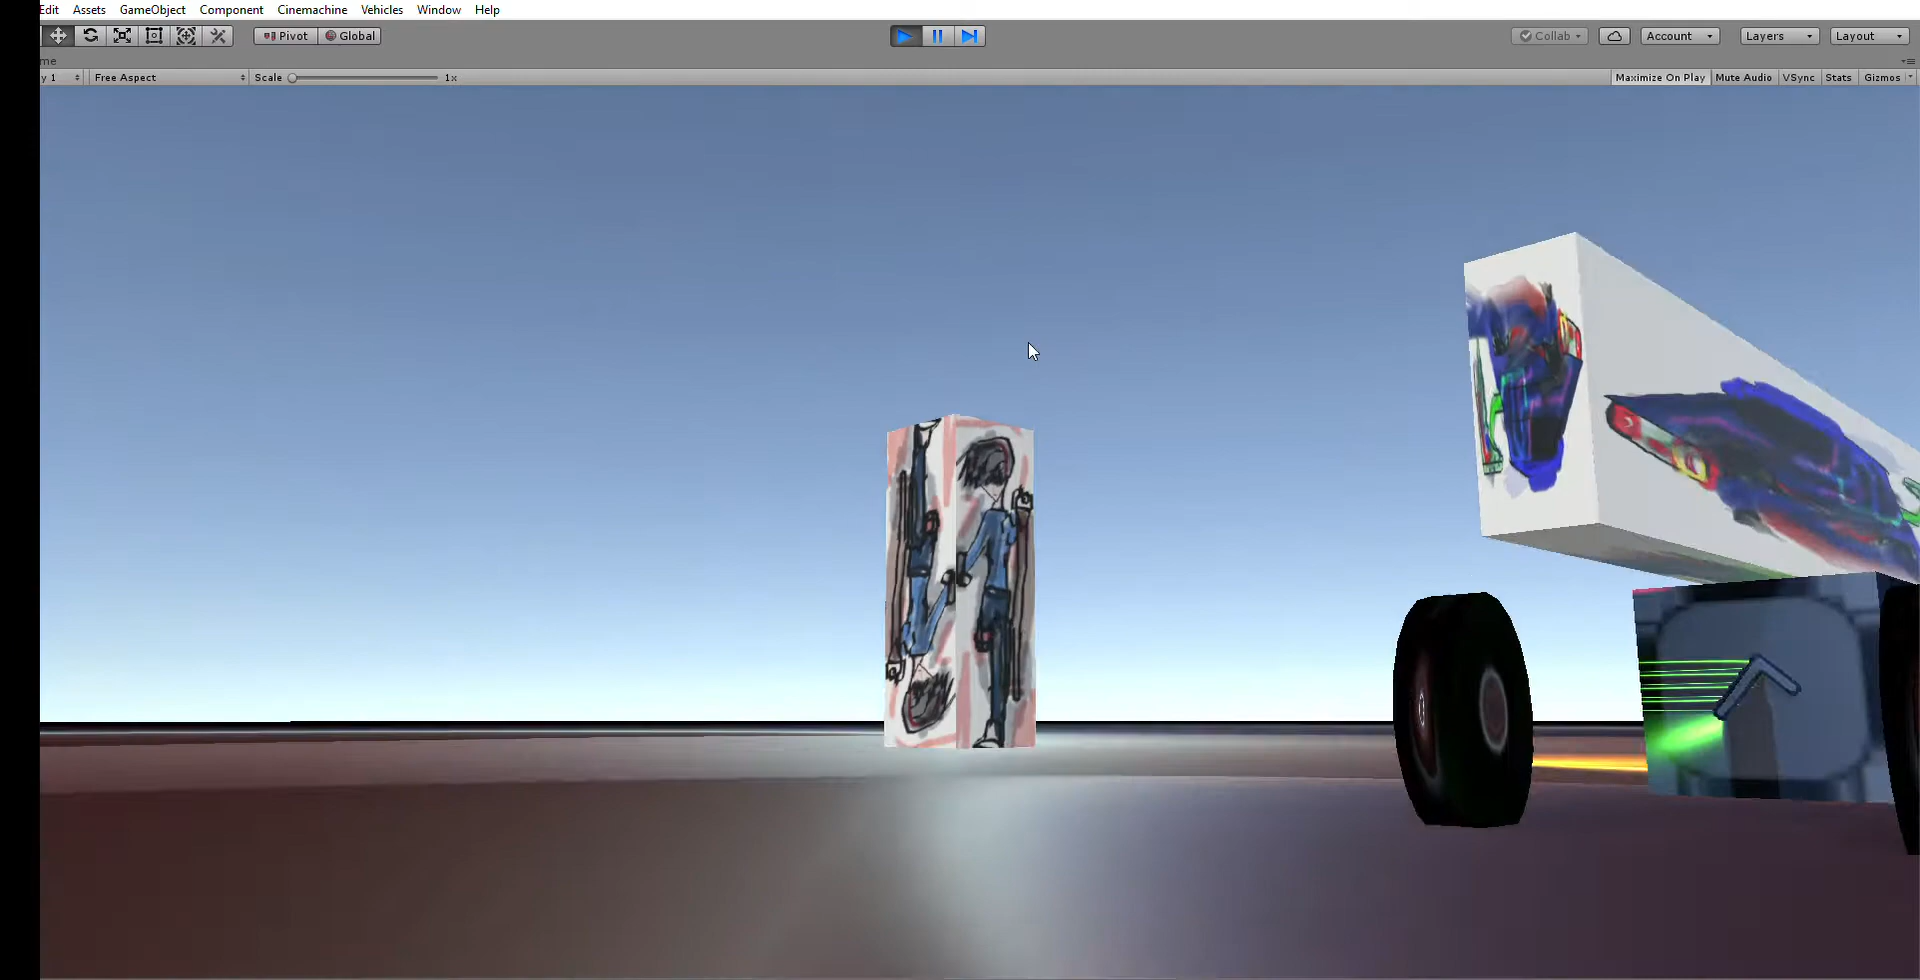 Edit Assets GameObject Component Cinemachine Vehicles Window Help
Pivot Global Collab Account Layers Layout
me
y 1 Free Aspect Scale 1x Maximize On Play Mute Audio VSync Stats Gizmos